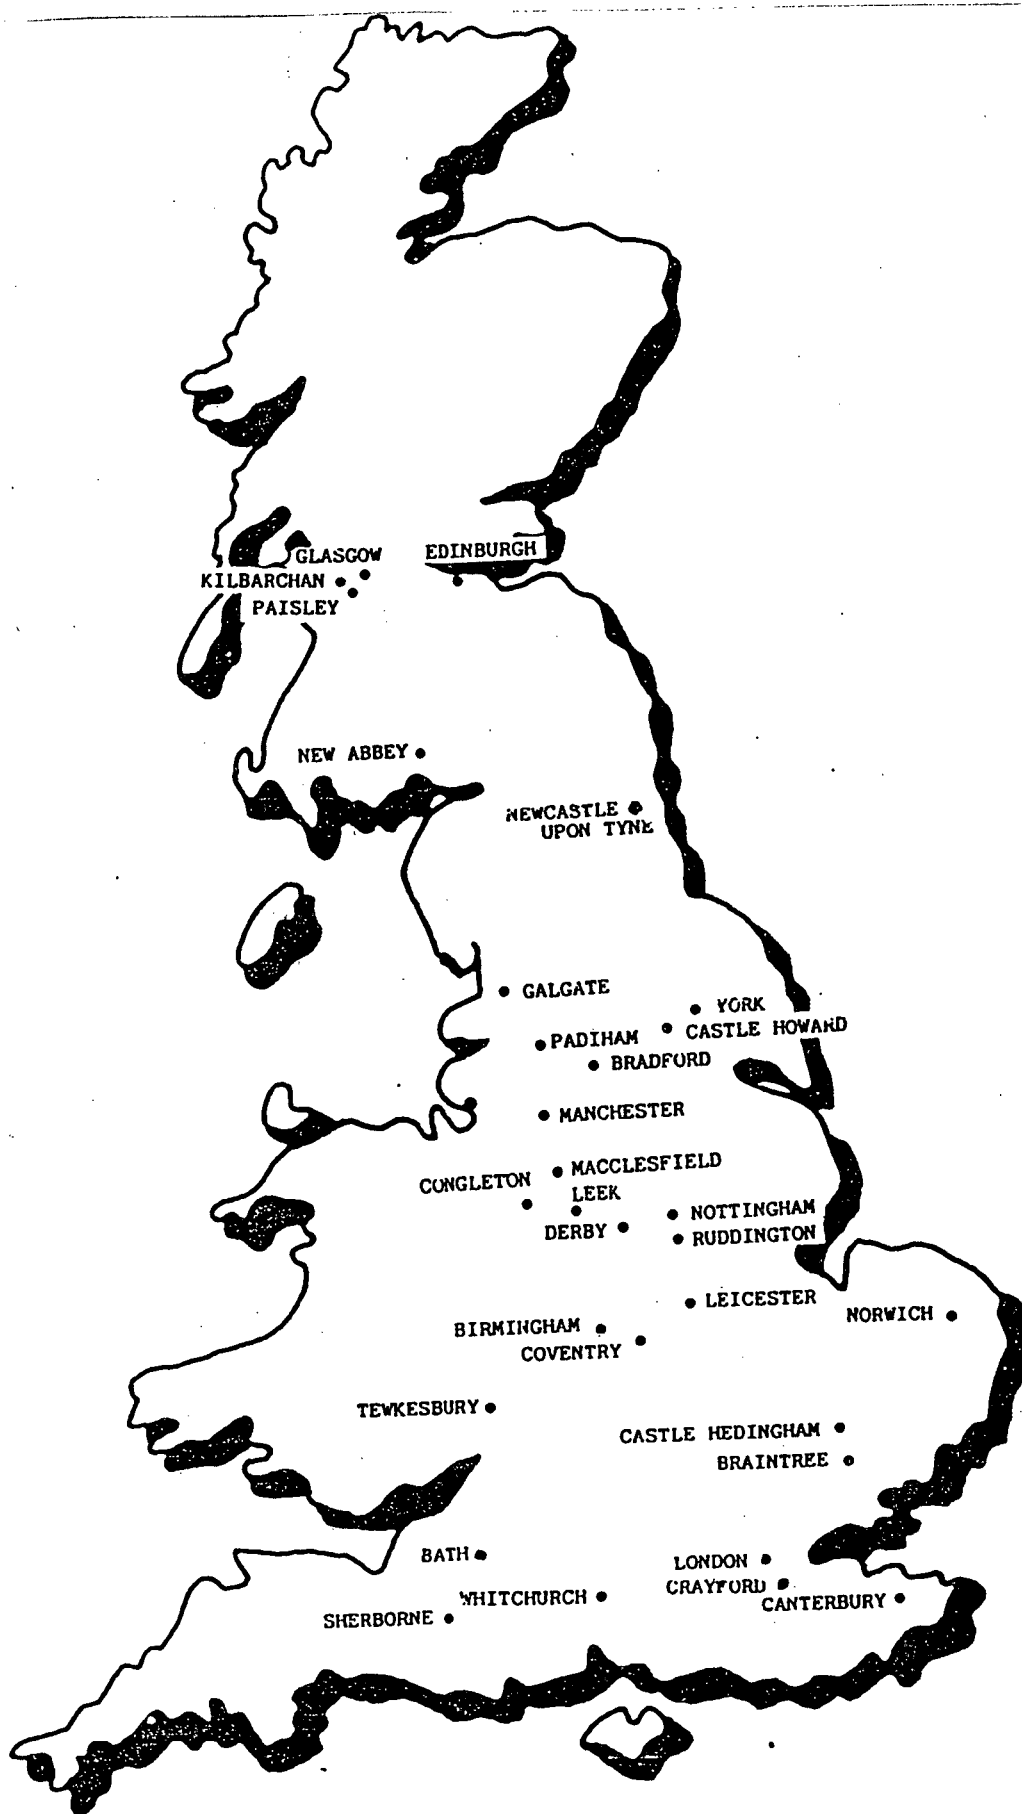 GLASGOW
EDINBURGH
KILBARCHAN
PAISLEY
NEW ABBEY
NEWCASTLE
UPON TYNE
GALGATE
YORK
CASTLE HOWARD
PADIHAM
BRADFORD
MANCHESTER
MACCLESFIELD
CONGLETON
LEEK
NOTTINGHAM
DERBY
RUDDINGTON
LEICESTER
NORWICH
BIRMINGHAM
COVENTRY
TEWKESBURY
CASTLE HEDINGHAM
BRAINTREE
BATH
LONDON
CRAYFORD
WHITCHURCH
CANTERBURY
SHERBORNE